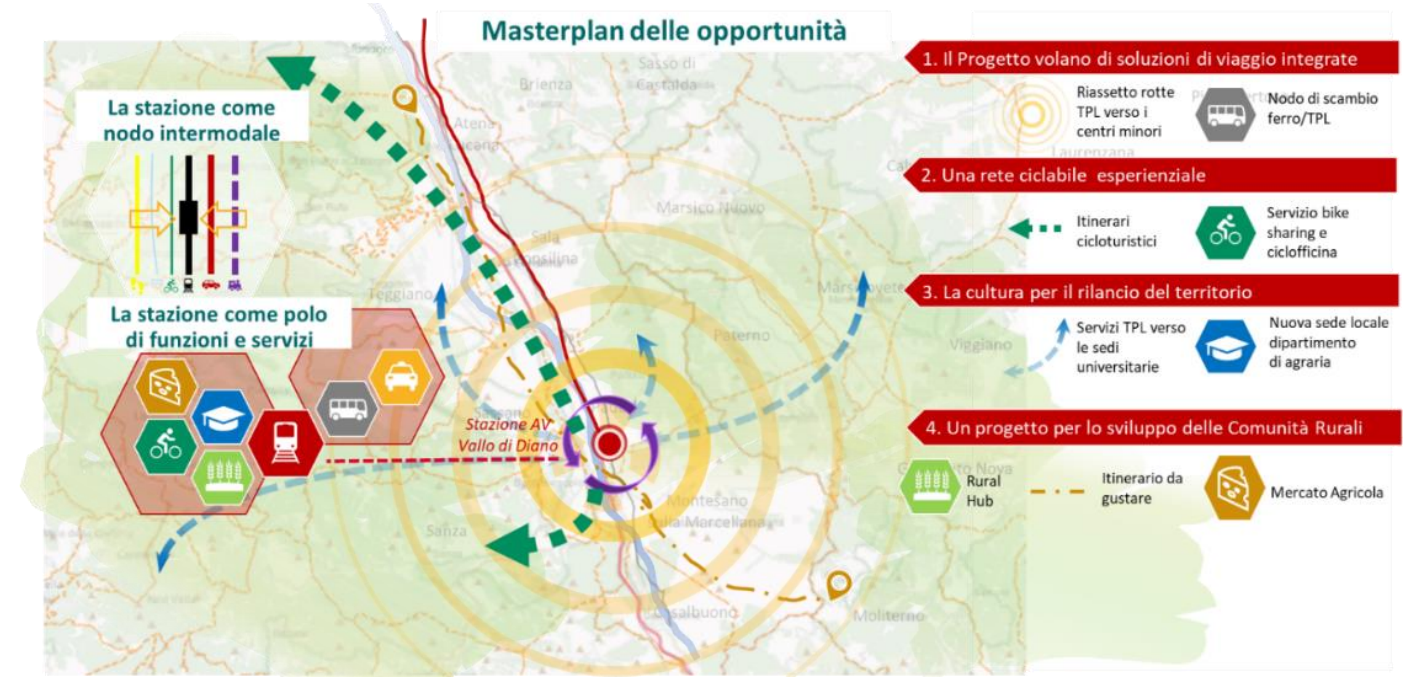 Masterplan delle opportunità
La stazione come
nodo intermodale
La stazione come polo
di funzioni e servizi
Stazione AV
Vallo di Diano
1. Il Progetto volano di soluzioni di viaggio integrate
Riassetto rotte
TPL verso i
centri minori
Nodo di scambio
ferro/TPL
2. Una rete ciclabile esperienziale
Itinerari
cicloturistici
Servizio bike
sharing e
ciclofficina
3. La cultura per il rilancio del territorio
Servizi TPL verso
le sedi
universitarie
Nuova sede locale
dipartimento
di agraria
4. Un progetto per lo sviluppo delle Comunità Rurali
Rural
Hub
Itinerario da
gustare
Mercato Agricola
Sasso di
Castalda
Brienza
Atena
Laurenzana
Marsico Nuovo
Sala
Teggiano
Paterno
Viggiano
Sassano
Montesano
Sulla Marcellana
Sanza
Casalbuono
Moliterno